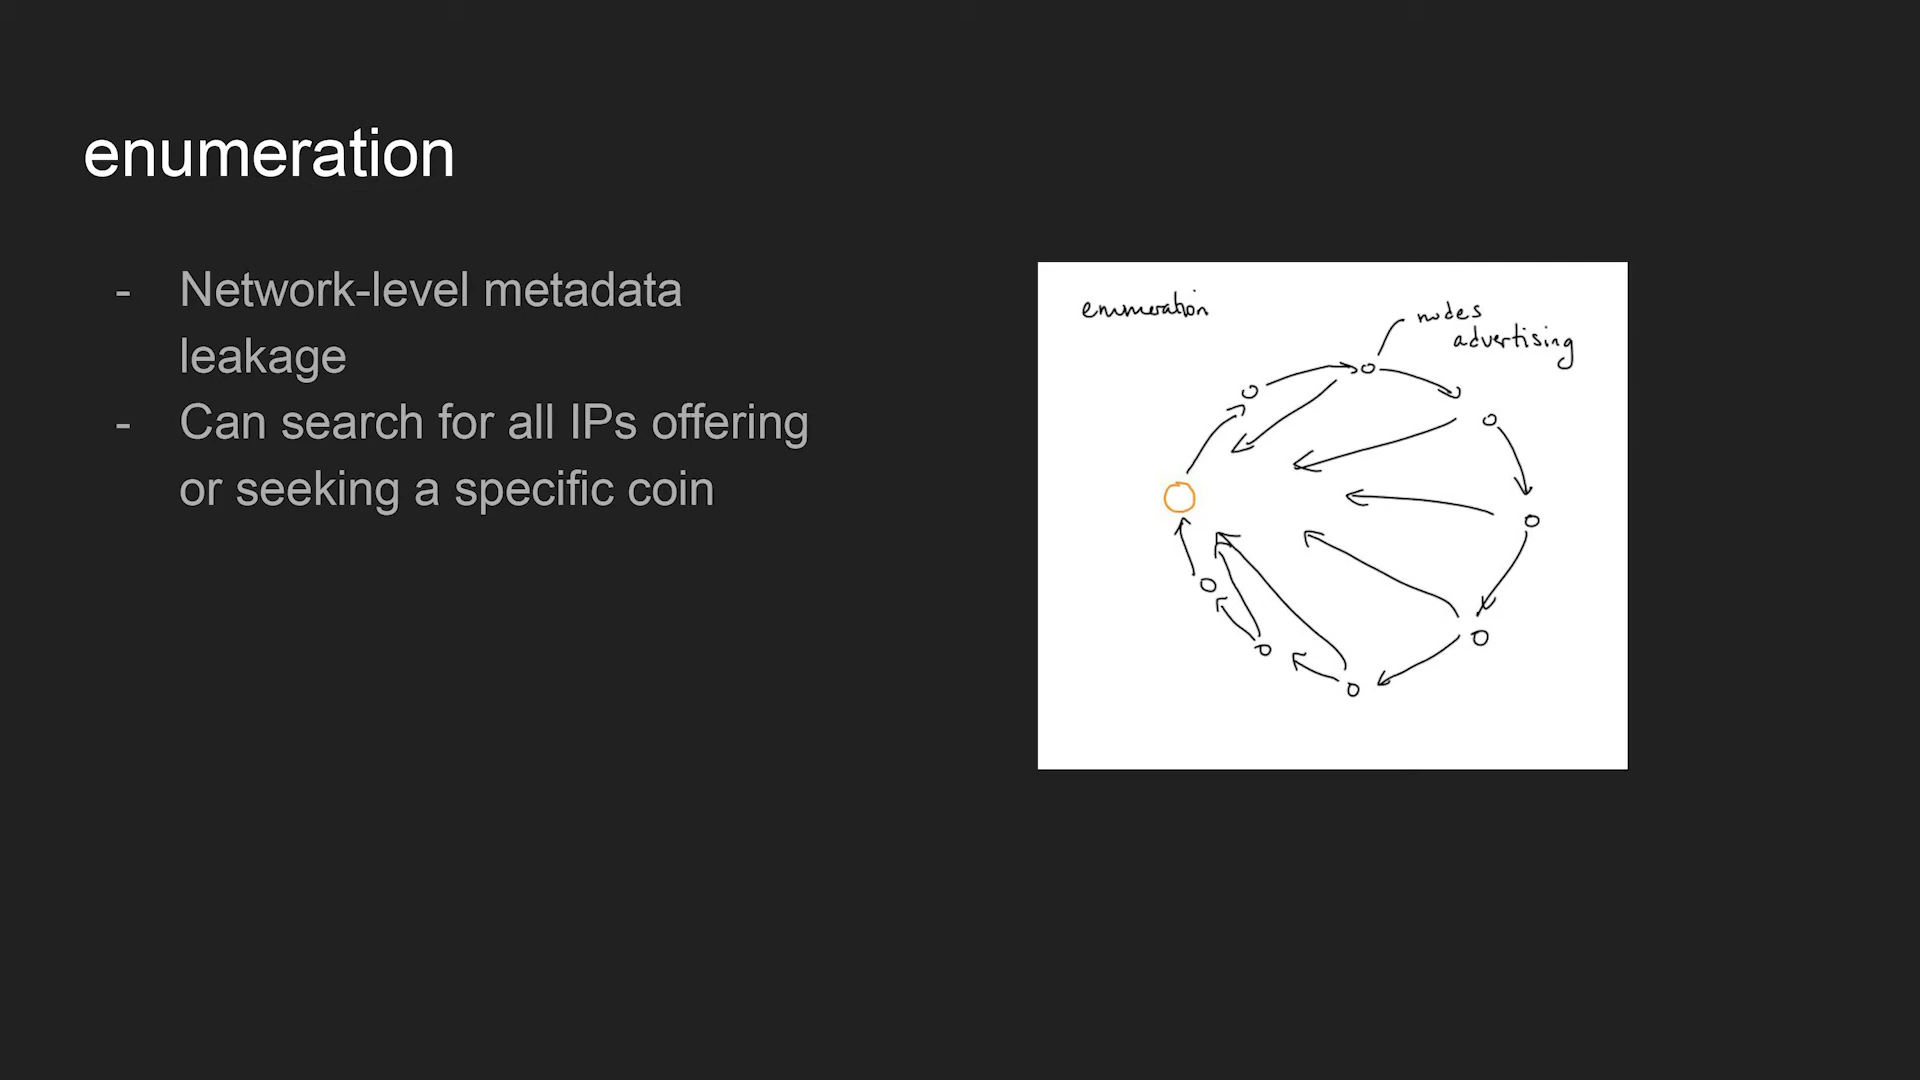 enumeration
- Network-level metadata
leakage
- Can search for all IPs offering
or seeking a specific coin
enumeration
nodes
advertising